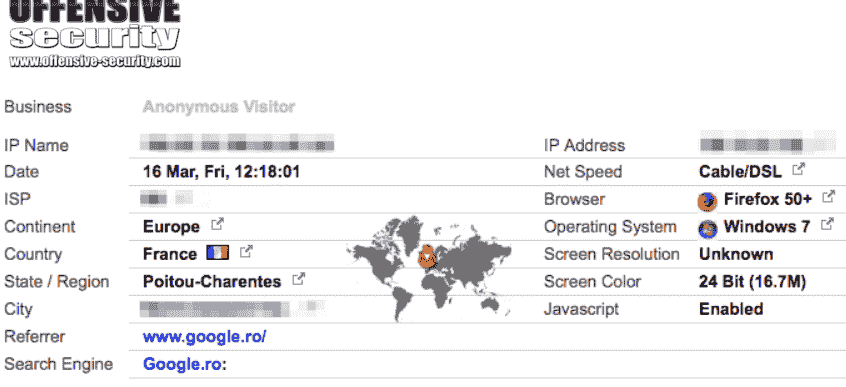 OFFENSIVE
security
www.offensive-security.com
Business Anonymous Visitor
IP Name IP Address
Date 16 Mar, Fri, 12:18:01 Net Speed Cable/DSL
ISP Browser Firefox 50+
Continent Europe Operating System Windows 7
Country France Screen Resolution Unknown
State / Region Poitou-Charentes Screen Color 24 Bit (16.7M)
City Javascript Enabled
Referrer www.google.ro/
Search Engine Google.ro: